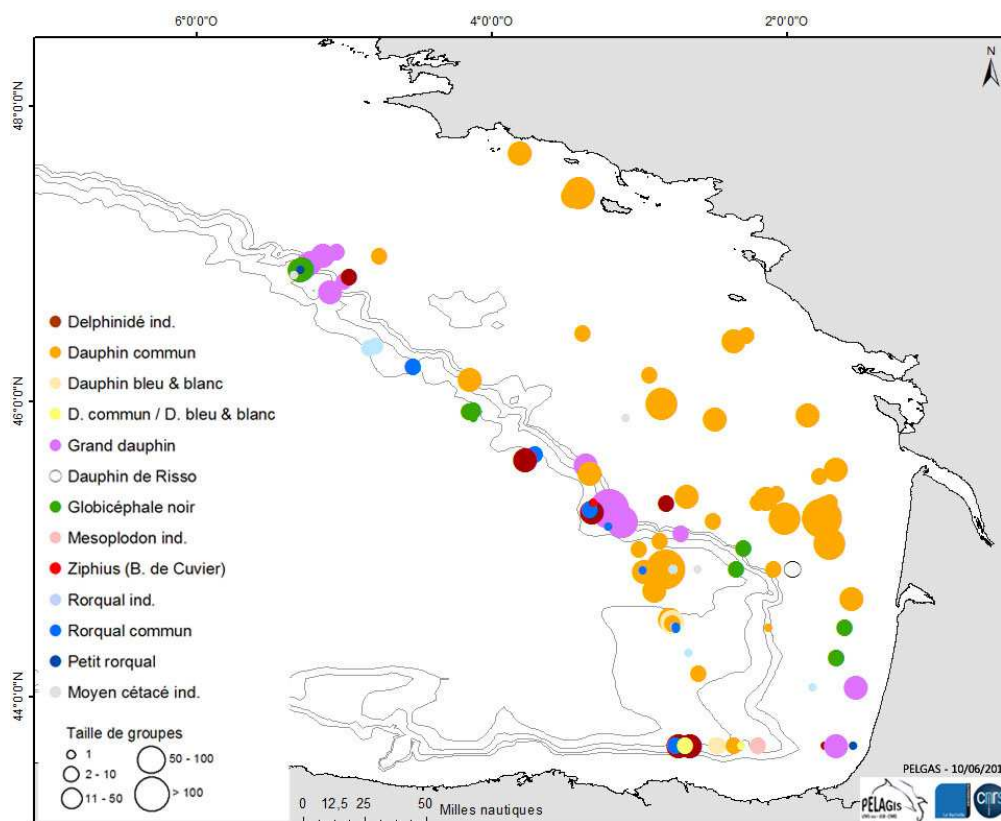 6°0'0"O 4°0'0"O 2°0'0"O
N
48°0'0"N
46°0'0"N
44°0'0"N
Delphinidé ind.
Dauphin commun
Dauphin bleu & blanc
D. commun / D. bleu & blanc
Grand dauphin
Dauphin de Risso
Globicéphale noir
Mesoplodon ind.
Ziphius (B. de Cuvier)
Rorqual ind.
Rorqual commun
Petit rorqual
Moyen cétacé ind.
Taille de groupes
1 50 - 100
2 - 10
11 - 50 > 100
0 12,5 25 50 Milles nautiques
PELGAS - 10/06/201
PELAGIS
La Rochelle
cnrs